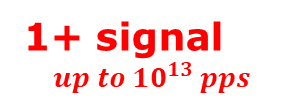 1+ signal
up to 10¹³ pps